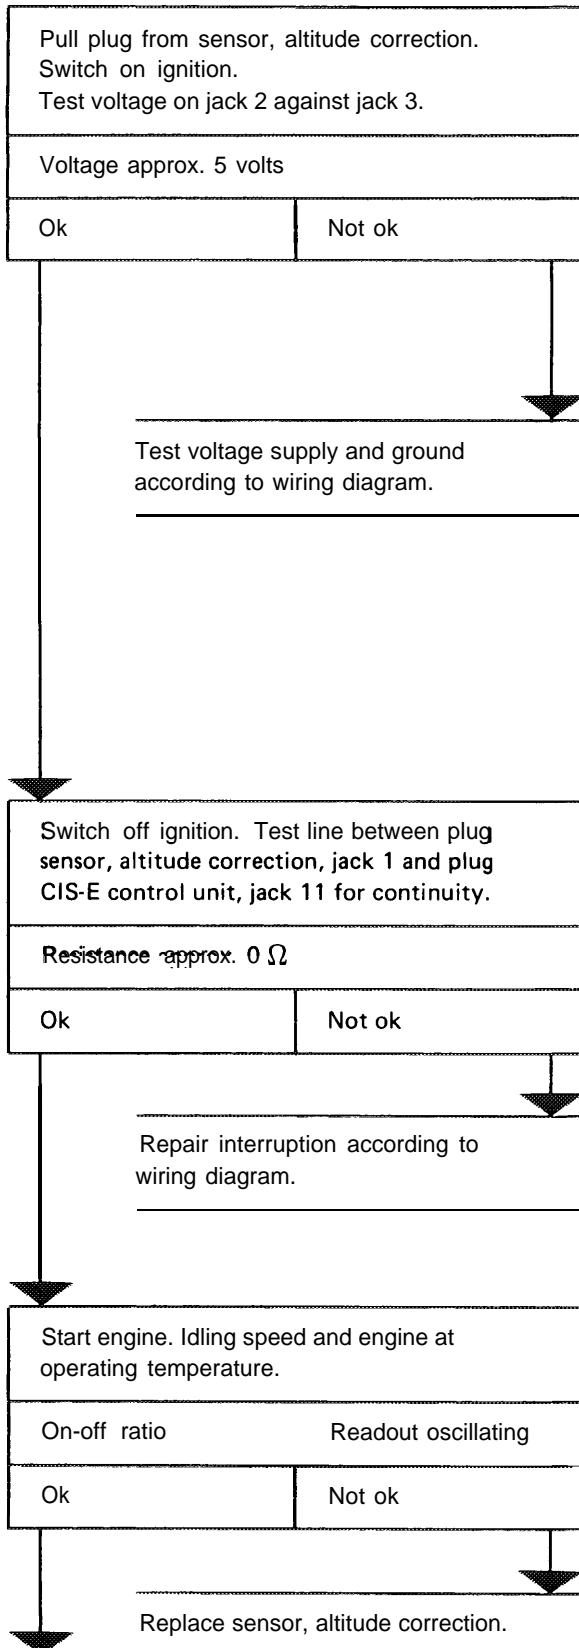 Pull plug from sensor, altitude correction.
Switch on ignition.
Test voltage on jack 2 against jack 3.
Voltage approx. 5 volts
Ok Not ok
Test voltage supply and ground
according to wiring diagram.
Switch off ignition. Test line between plug
sensor, altitude correction, jack 1 and plug
CIS-E control unit, jack 11 for continuity.
Resistance approx. 0 Ω
Ok Not ok
Repair interruption according to
wiring diagram.
Start engine. Idling speed and engine at
operating temperature.
On-off ratio Readout oscillating
Ok Not ok
Replace sensor, altitude correction.